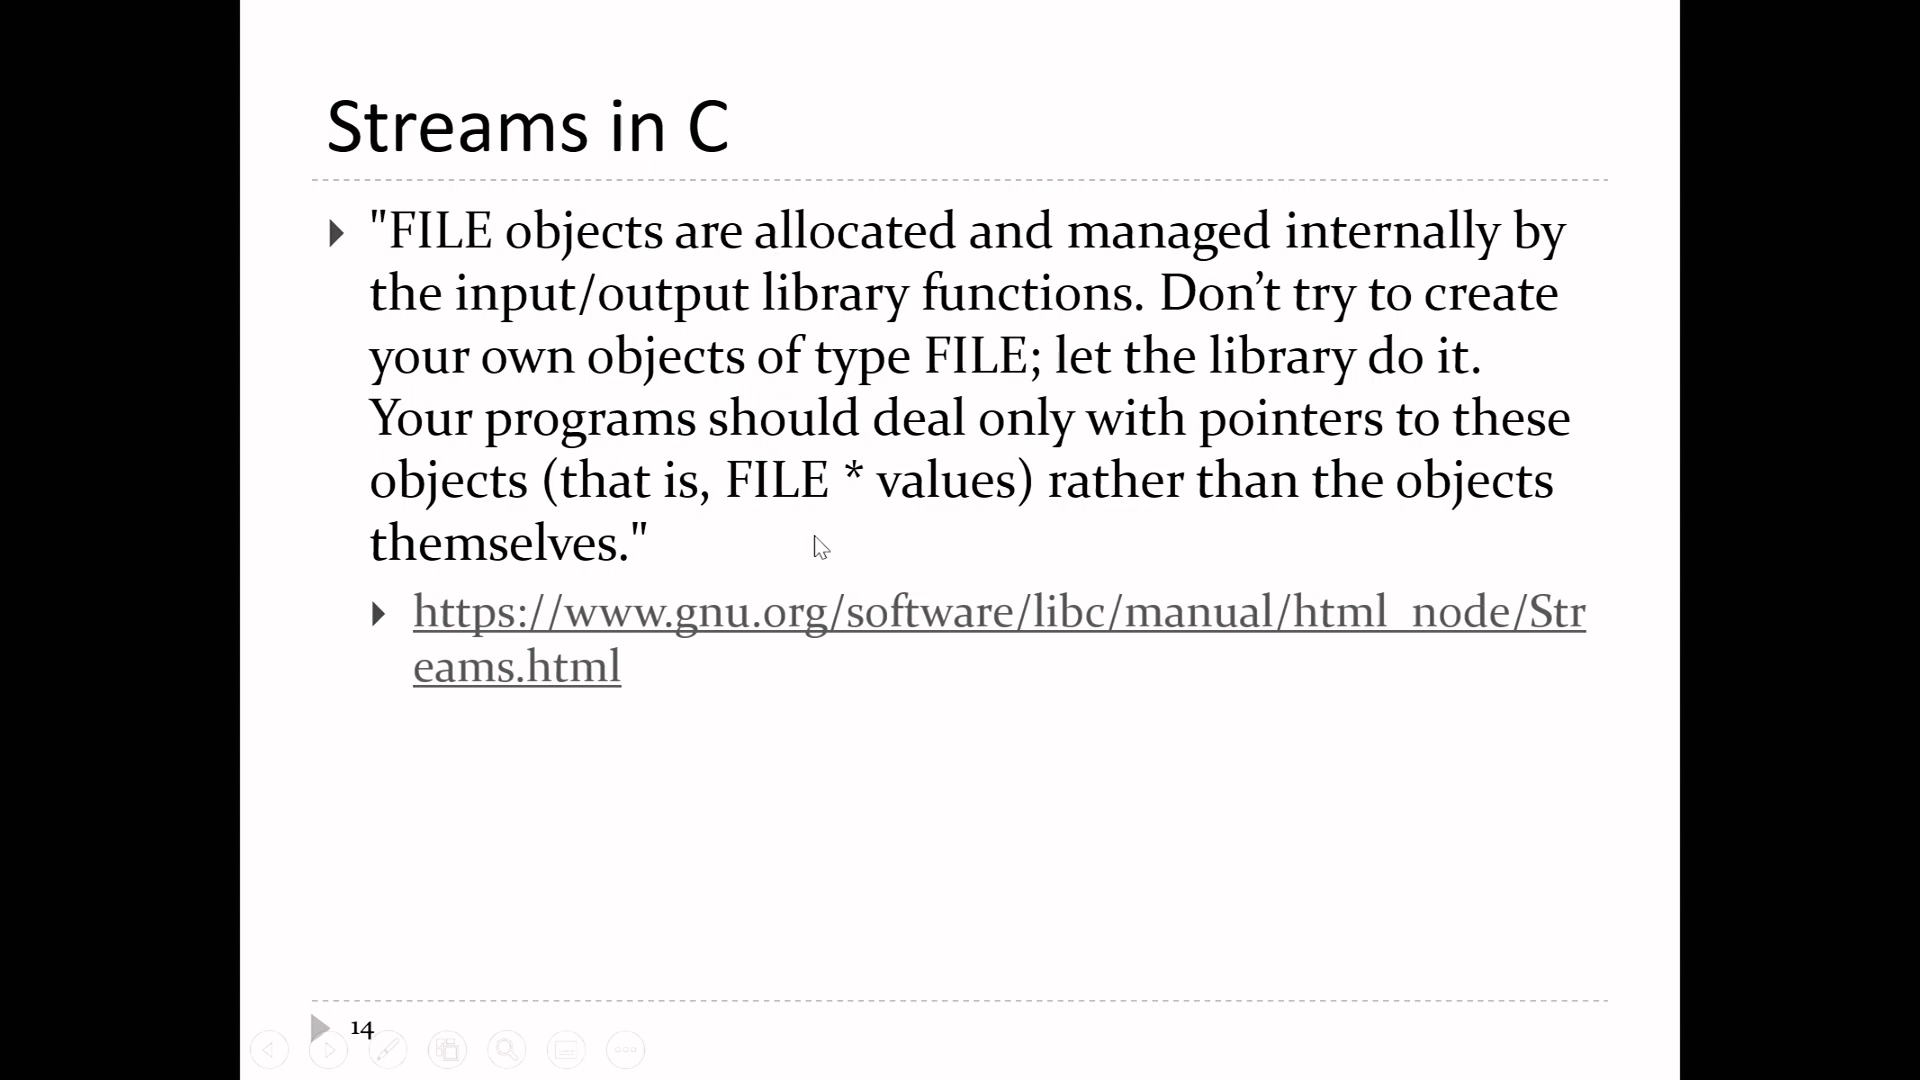 Streams in C
"FILE objects are allocated and managed internally by
the input/output library functions. Don’t try to create
your own objects of type FILE; let the library do it.
Your programs should deal only with pointers to these
objects (that is, FILE * values) rather than the objects
themselves."
https://www.gnu.org/software/libc/manual/html_node/Str
eams.html
14